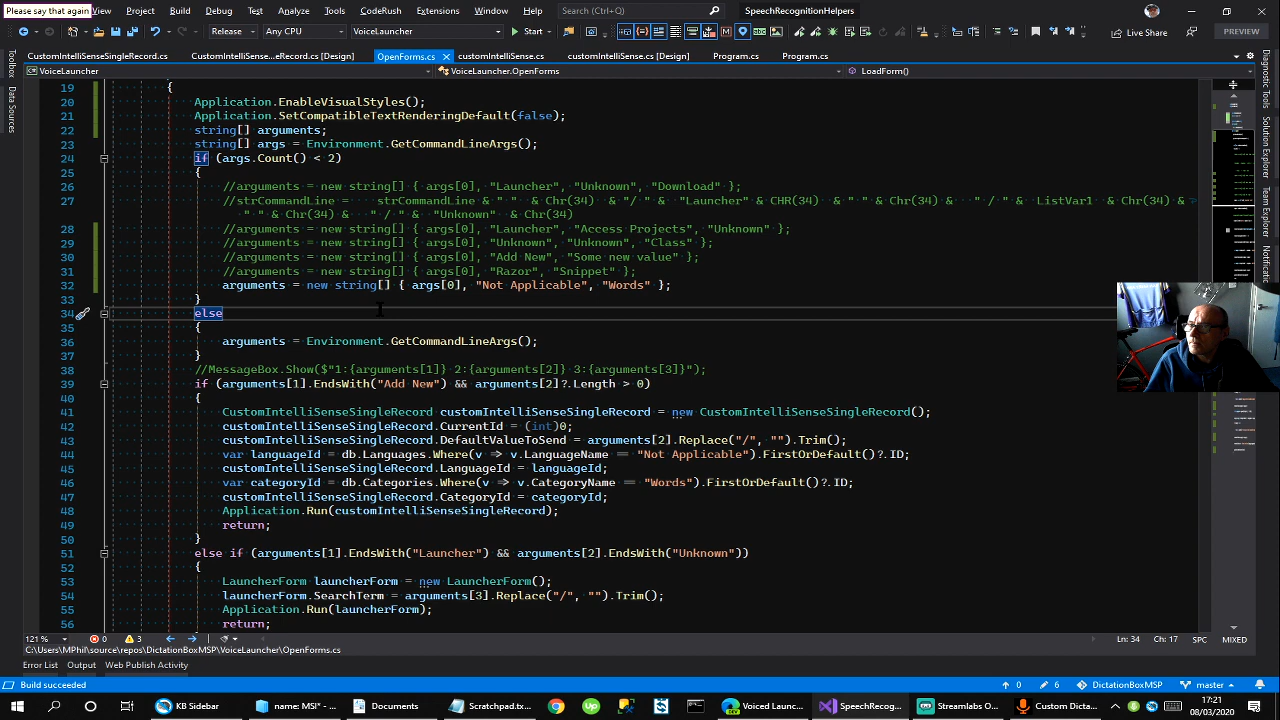 Please say that again
View Project Build Debug Test Analyze Tools CodeRush Extensions Window Help
Search (Ctrl+Q)
SpeechRecognitionHelpers
Release Any CPU VoiceLauncher Start
Live Share
PREVIEW
CustomIntelliSenseSingleRecord.cs CustomIntelliSense...eRecord.cs [Design] OpenForms.cs customIntelliSense.cs customIntelliSense.cs [Design] Program.cs Program.cs
VoiceLauncher VoiceLauncher.OpenForms LoadForm()
Toolbox
Data Sources
Diagnostic Tools
Solution Explorer
Team Explorer
Notifications
19 {
20 Application.EnableVisualStyles();
21 Application.SetCompatibleTextRenderingDefault(false);
22 string[] arguments;
23 string[] args = Environment.GetCommandLineArgs();
24 if (args.Count() < 2)
25 {
26 //arguments = new string[] { args[0], "Launcher", "Unknown", "Download" };
27 //strCommandLine = strCommandLine & " " & Chr(34) & "/ " & "Launcher" & CHR(34) & " " & Chr(34) & " / " & ListVar1 & Chr(34) &
" " & Chr(34) & " / " & "Unknown" & Chr(34)
28 //arguments = new string[] { args[0], "Launcher", "Access Projects", "Unknown" };
29 //arguments = new string[] { args[0], "Unknown", "Unknown", "Class" };
30 //arguments = new string[] { args[0], "Add New", "Some new value" };
31 //arguments = new string[] { args[0], "Razor", "Snippet" };
32 arguments = new string[] { args[0], "Not Applicable", "Words" };
33 }
34 else
35 {
36 arguments = Environment.GetCommandLineArgs();
37 }
38 //MessageBox.Show($"1:{arguments[1]} 2:{arguments[2]} 3:{arguments[3]}");
39 if (arguments[1].EndsWith("Add New") && arguments[2]?.Length > 0)
40 {
41 CustomIntelliSenseSingleRecord customIntelliSenseSingleRecord = new CustomIntelliSenseSingleRecord();
42 customIntelliSenseSingleRecord.CurrentId = (int)0;
43 customIntelliSenseSingleRecord.DefaultValueToSend = arguments[2].Replace("/", "").Trim();
44 var languageId = db.Languages.Where(v => v.LanguageName == "Not Applicable").FirstOrDefault()?.ID;
45 customIntelliSenseSingleRecord.LanguageId = languageId;
46 var categoryId = db.Categories.Where(v => v.CategoryName == "Words").FirstOrDefault()?.ID;
47 customIntelliSenseSingleRecord.CategoryId = categoryId;
48 Application.Run(customIntelliSenseSingleRecord);
49 return;
50 }
51 else if (arguments[1].EndsWith("Launcher") && arguments[2].EndsWith("Unknown"))
52 {
53 LauncherForm launcherForm = new LauncherForm();
54 launcherForm.SearchTerm = arguments[3].Replace("/", "").Trim();
55 Application.Run(launcherForm);
56 return;
121 % 0 3 Ln: 34 Ch: 17 SPC MIXED
C:\Users\MPhil\source\repos\DictationBoxMSP\VoiceLauncher\OpenForms.cs
Error List Output Web Publish Activity
Build succeeded 0 6 DictationBoxMSP master
KB Sidebar name: MSI*-... Documents Scratchpad.tx... Up Voiced Launc... SpeechRecog... Streamlabs O... Custom Dictat... 17:21
08/03/2020